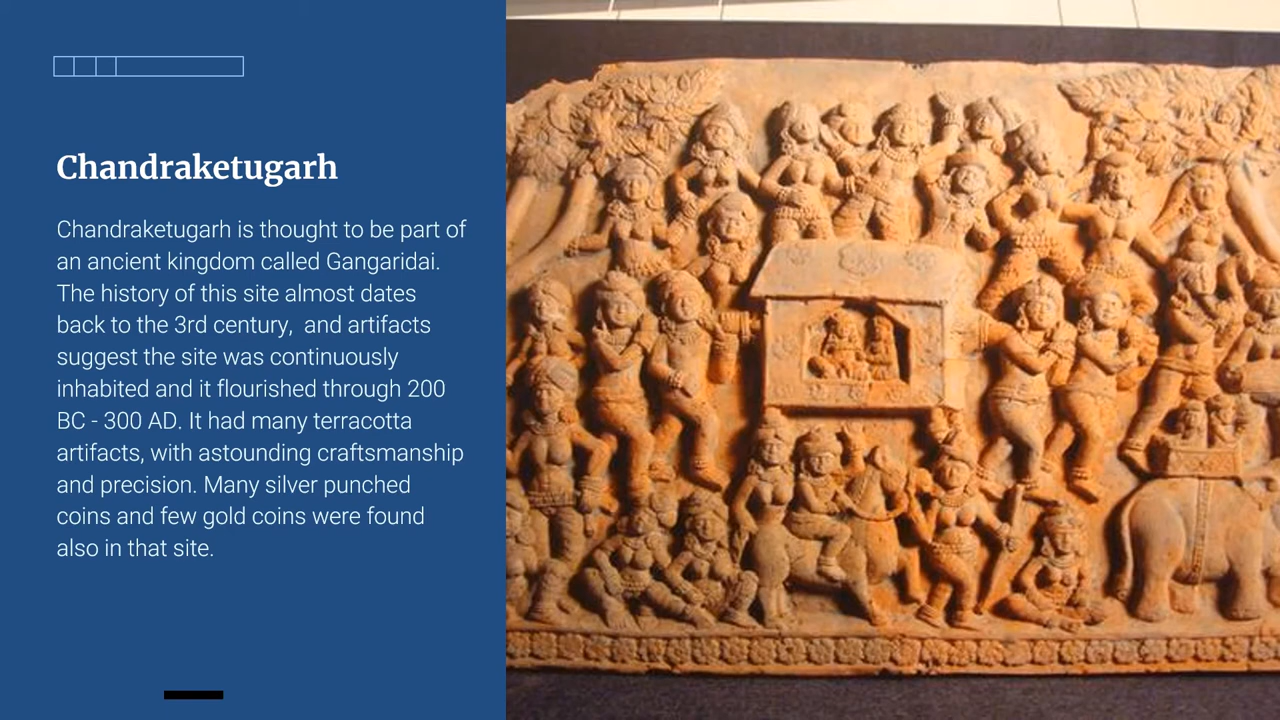 Chandraketugarh
Chandraketugarh is thought to be part of
an ancient kingdom called Gangaridai.
The history of this site almost dates
back to the 3rd century,  and artifacts
suggest the site was continuously
inhabited and it flourished through 200
BC - 300 AD. It had many terracotta
artifacts, with astounding craftsmanship
and precision. Many silver punched
coins and few gold coins were found
also in that site.